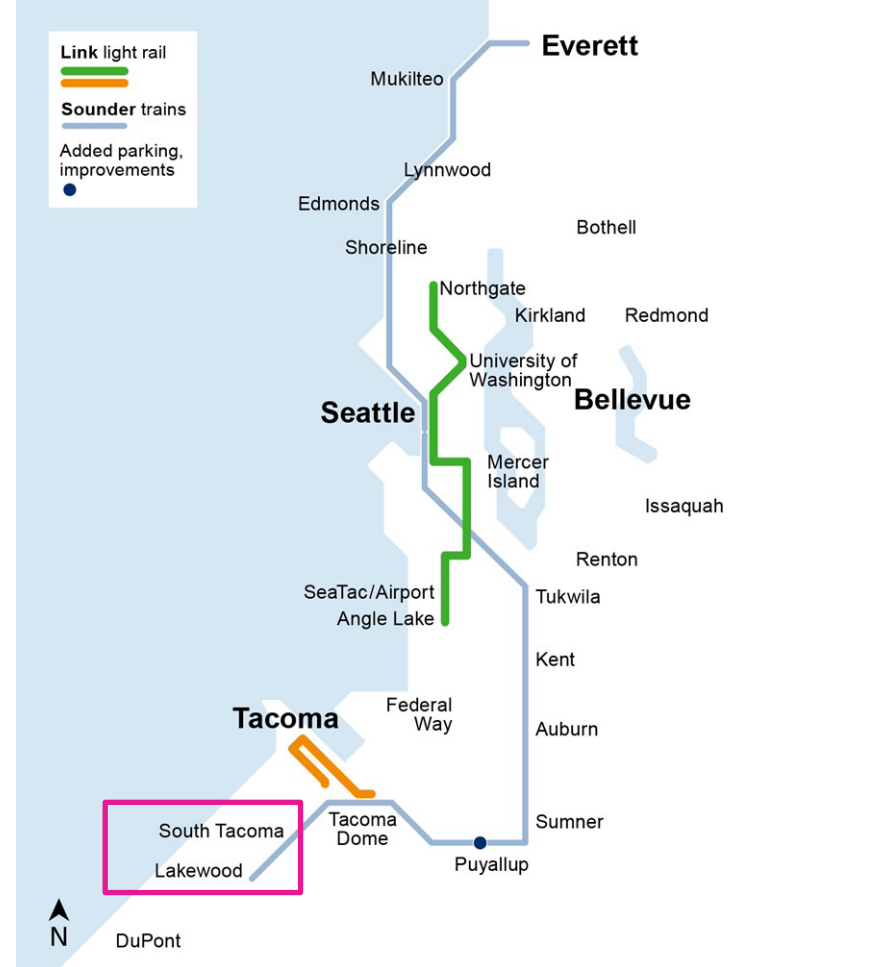 Link light rail
Sounder trains
Added parking,
improvements
Everett
Mukilteo
Lynnwood
Edmonds
Bothell
Shoreline
Northgate
Kirkland
Redmond
University of
Washington
Bellevue
Seattle
Mercer
Island
Issaquah
Renton
SeaTac/Airport
Tukwila
Angle Lake
Kent
Federal
Way
Tacoma
Auburn
Tacoma
Dome
Sumner
South Tacoma
Puyallup
Lakewood
N
DuPont